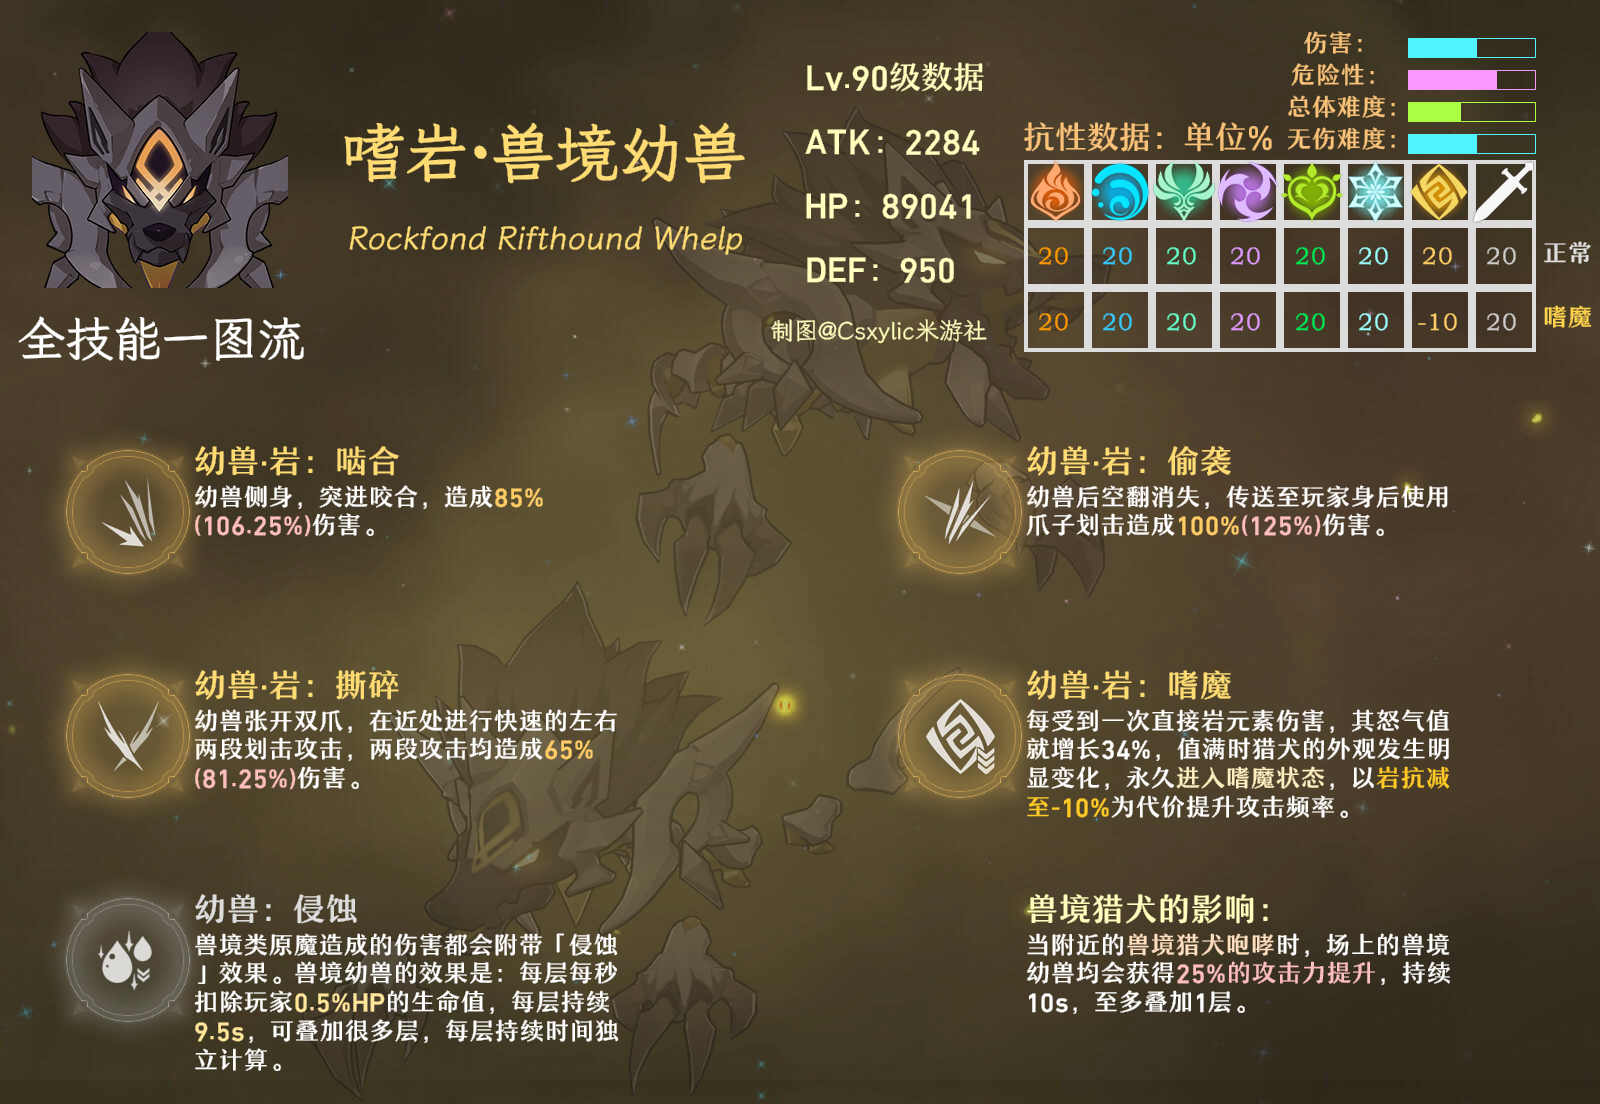 嗜岩·兽境幼兽
Rockfond Rifthound Whelp
全技能一图流
Lv.90级数据
ATK：2284
HP：89041
DEF：950
制图@Csxylic米游社
伤害：
危险性：
总体难度：
无伤难度：
抗性数据：单位%
20 20 20 20 20 20 20 20 正常
20 20 20 20 20 20 -10 20 嗜魔
幼兽·岩：啮合
幼兽侧身，突进咬合，造成85%
(106.25%)伤害。
幼兽·岩：偷袭
幼兽后空翻消失，传送至玩家身后使用
爪子划击造成100%(125%)伤害。
幼兽·岩：撕碎
幼兽张开双爪，在近处进行快速的左右
两段划击攻击，两段攻击均造成65%
(81.25%)伤害。
幼兽·岩：嗜魔
每受到一次直接岩元素伤害，其怒气值
就增长34%，值满时猎犬的外观发生明
显变化，永久进入嗜魔状态，以岩抗减
至-10%为代价提升攻击频率。
幼兽：侵蚀
兽境类原魔造成的伤害都会附带「侵蚀
」效果。兽境幼兽的效果是：每层每秒
扣除玩家0.5%HP的生命值，每层持续
9.5s，可叠加很多层，每层持续时间独
立计算。
兽境猎犬的影响：
当附近的兽境猎犬咆哮时，场上的兽境
幼兽均会获得25%的攻击力提升，持续
10s，至多叠加1层。